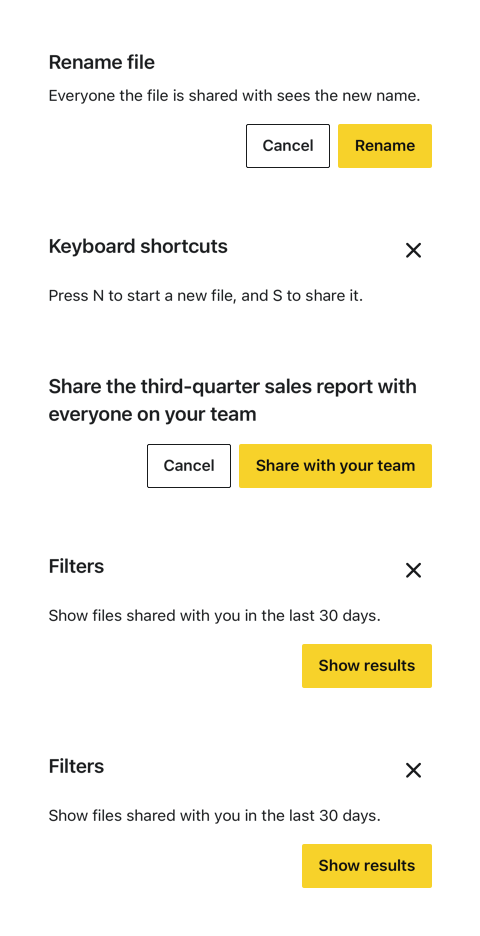 Rename file
Everyone the file is shared with sees the new name.
Cancel
Rename
Keyboard shortcuts
Press N to start a new file, and S to share it.
Share the third-quarter sales report with
everyone on your team
Cancel
Share with your team
Filters
Show files shared with you in the last 30 days.
Show results
Filters
Show files shared with you in the last 30 days.
Show results